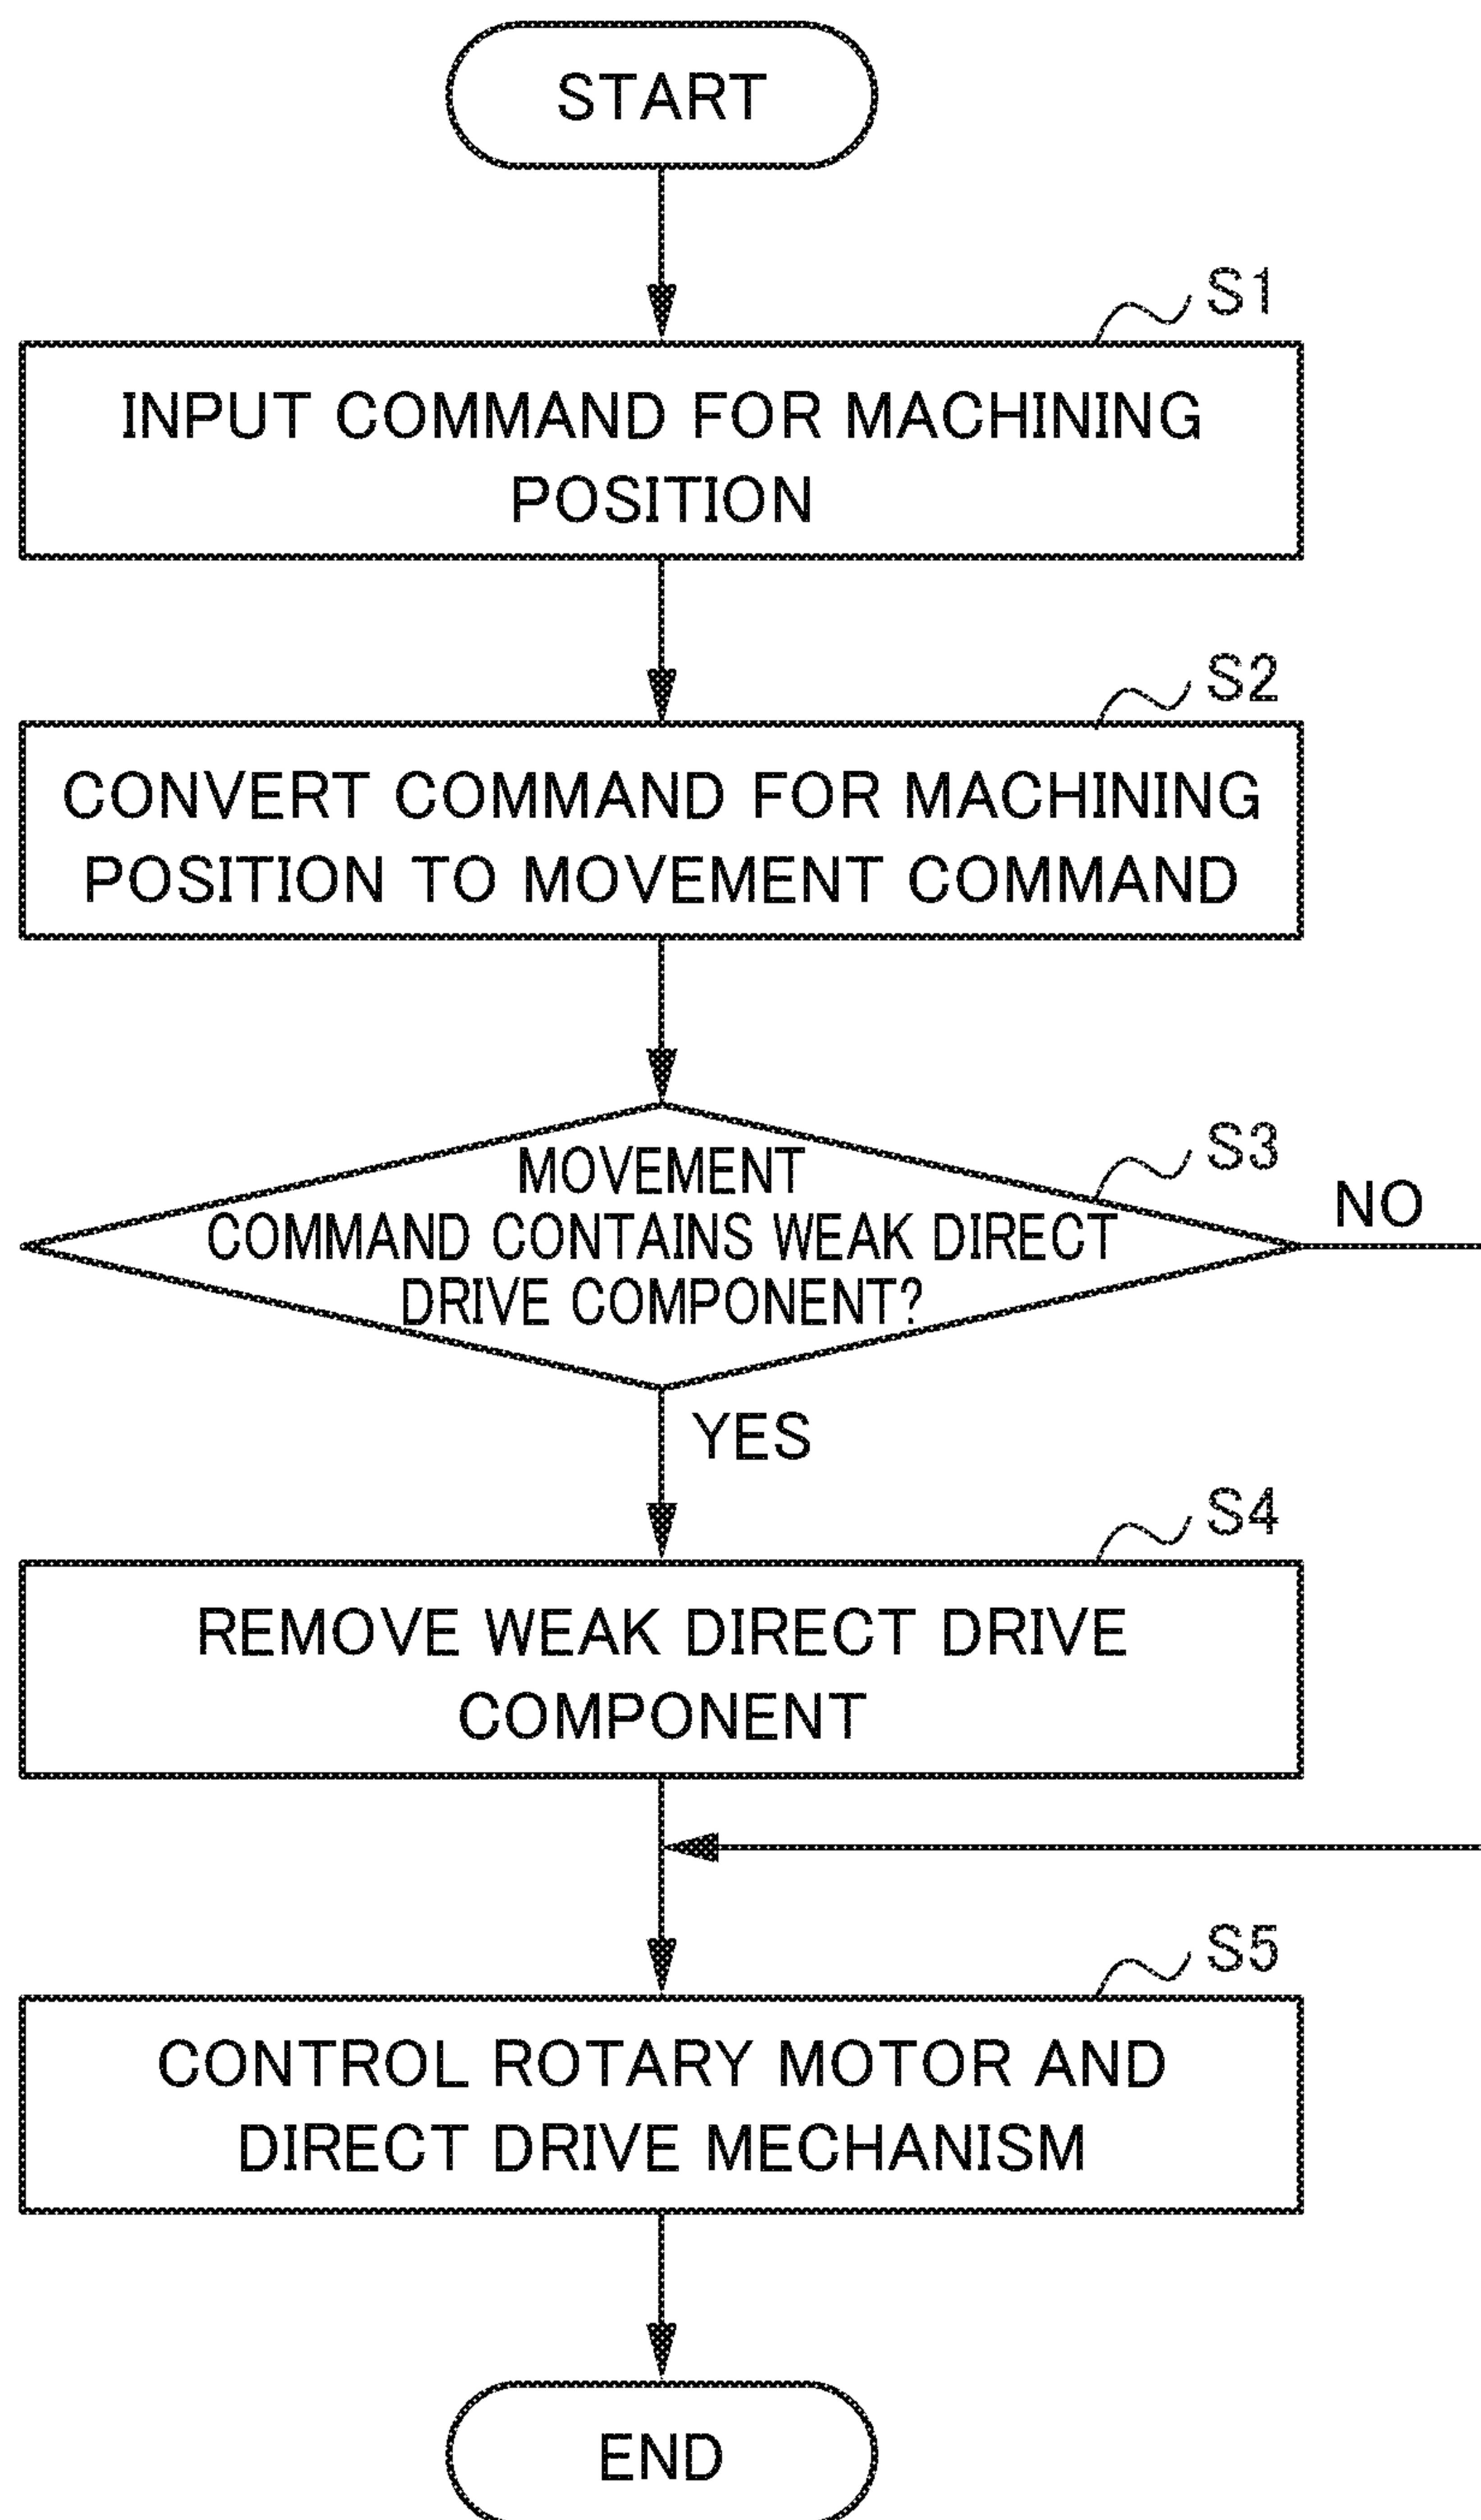 START
S1
INPUT COMMAND FOR MACHINING
POSITION
S2
CONVERT COMMAND FOR MACHINING
POSITION TO MOVEMENT COMMAND
S3
MOVEMENT
COMMAND CONTAINS WEAK DIRECT
DRIVE COMPONENT?
NO
YES
S4
REMOVE WEAK DIRECT DRIVE
COMPONENT
S5
CONTROL ROTARY MOTOR AND
DIRECT DRIVE MECHANISM
END